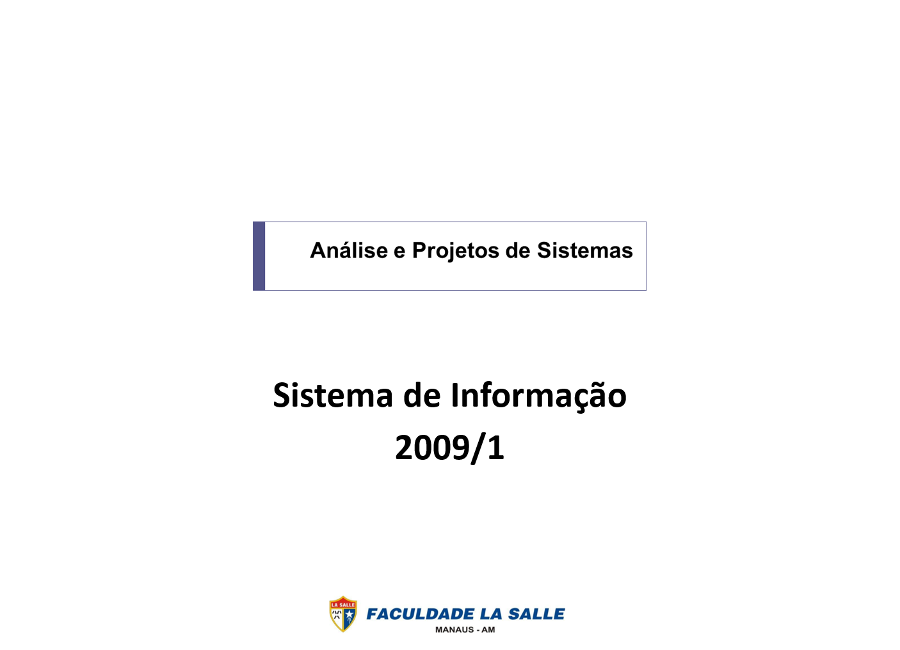 Análise e Projetos de Sistemas
Sistema de Informação
2009/1
LA SALLE
FACULDADE LA SALLE
MANAUS - AM